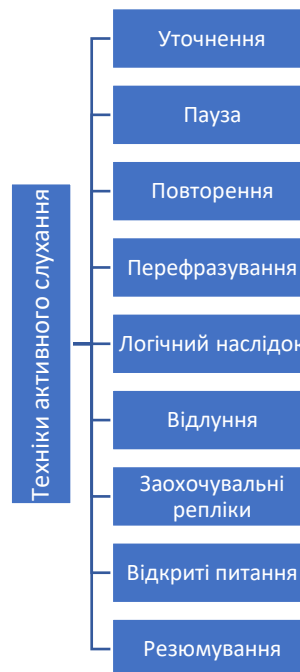 Техніки активного слухання
Уточнення
Пауза
Повторення
Перефразування
Логічний наслідок
Відлуння
Заохочувальні
репліки
Відкриті питання
Резюмування